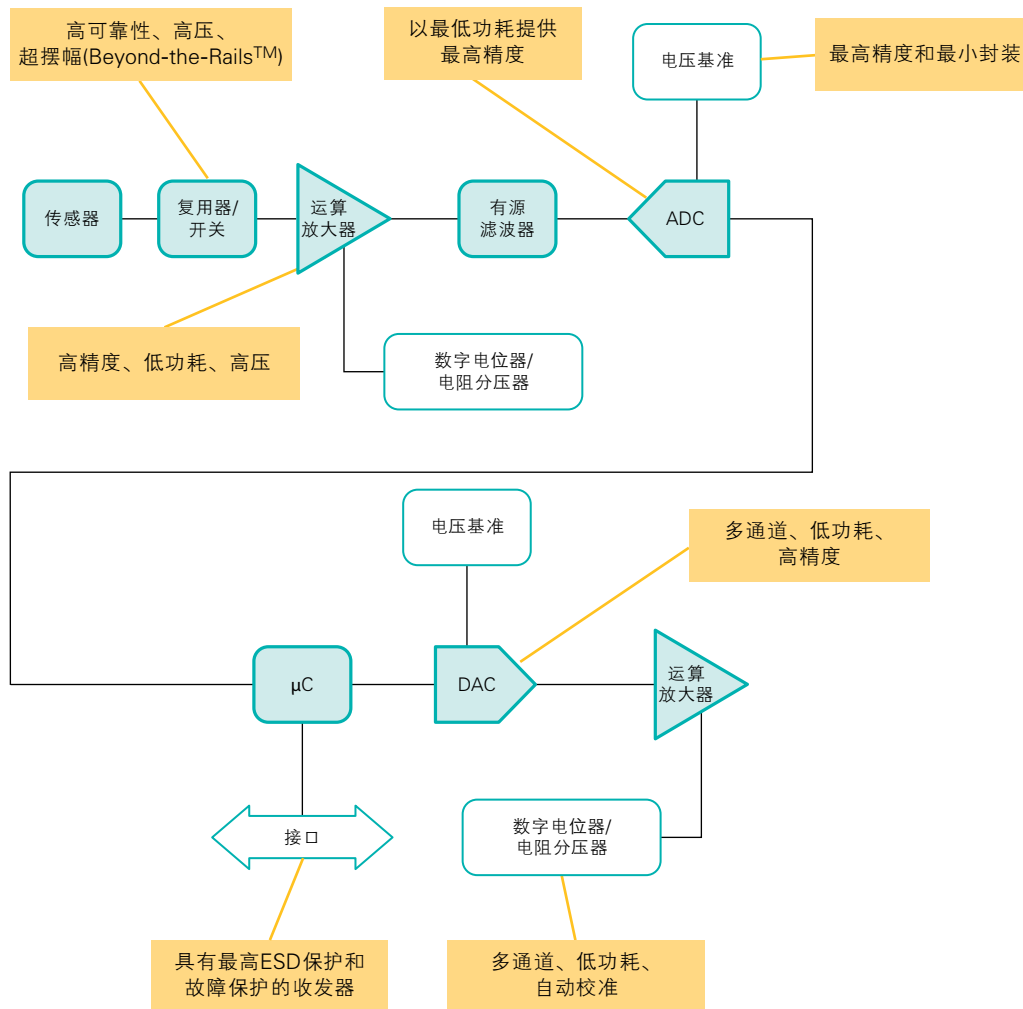 高可靠性、高压、
超摆幅(Beyond-the-Rails™)
以最低功耗提供
最高精度
电压基准
最高精度和最小封装
传感器
复用器/
开关
运算
放大器
有源
滤波器
ADC
高精度、低功耗、高压
数字电位器/
电阻分压器
电压基准
多通道、低功耗、
高精度
μC
DAC
运算
放大器
接口
数字电位器/
电阻分压器
具有最高ESD保护和
故障保护的收发器
多通道、低功耗、
自动校准